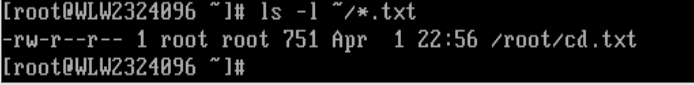 [root@WLW2324096 ~]# ls -l ~/*.txt
-rw-r--r-- 1 root root 751 Apr  1 22:56 /root/cd.txt
[root@WLW2324096 ~]#